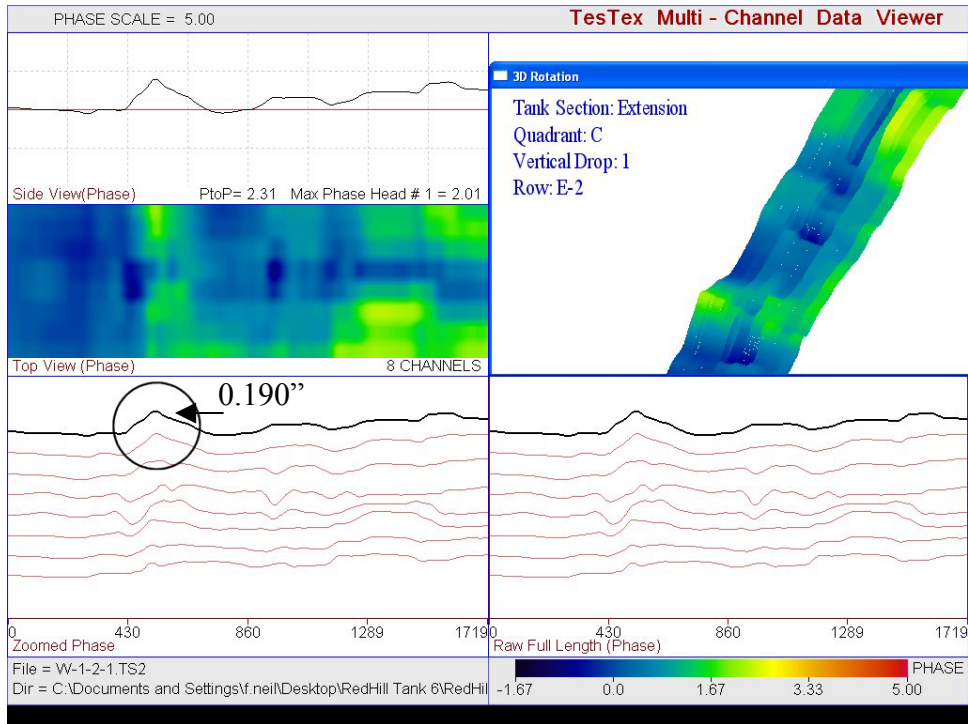 PHASE SCALE = 5.00
TesTex Multi - Channel Data Viewer
Side View(Phase) PtoP= 2.31 Max Phase Head # 1 = 2.01
3D Rotation
Tank Section: Extension
Quadrant: C
Vertical Drop: 1
Row: E-2
Top View (Phase) 8 CHANNELS
0.190”
0 430 860 1289 1719
Zoomed Phase
0 430 860 1289 1719
Raw Full Length (Phase)
File = W-1-2-1.TS2
Dir = C:\Documents and Settings\f.neil\Desktop\RedHill Tank 6\RedHil
PHASE
-1.67 0.0 1.67 3.33 5.00